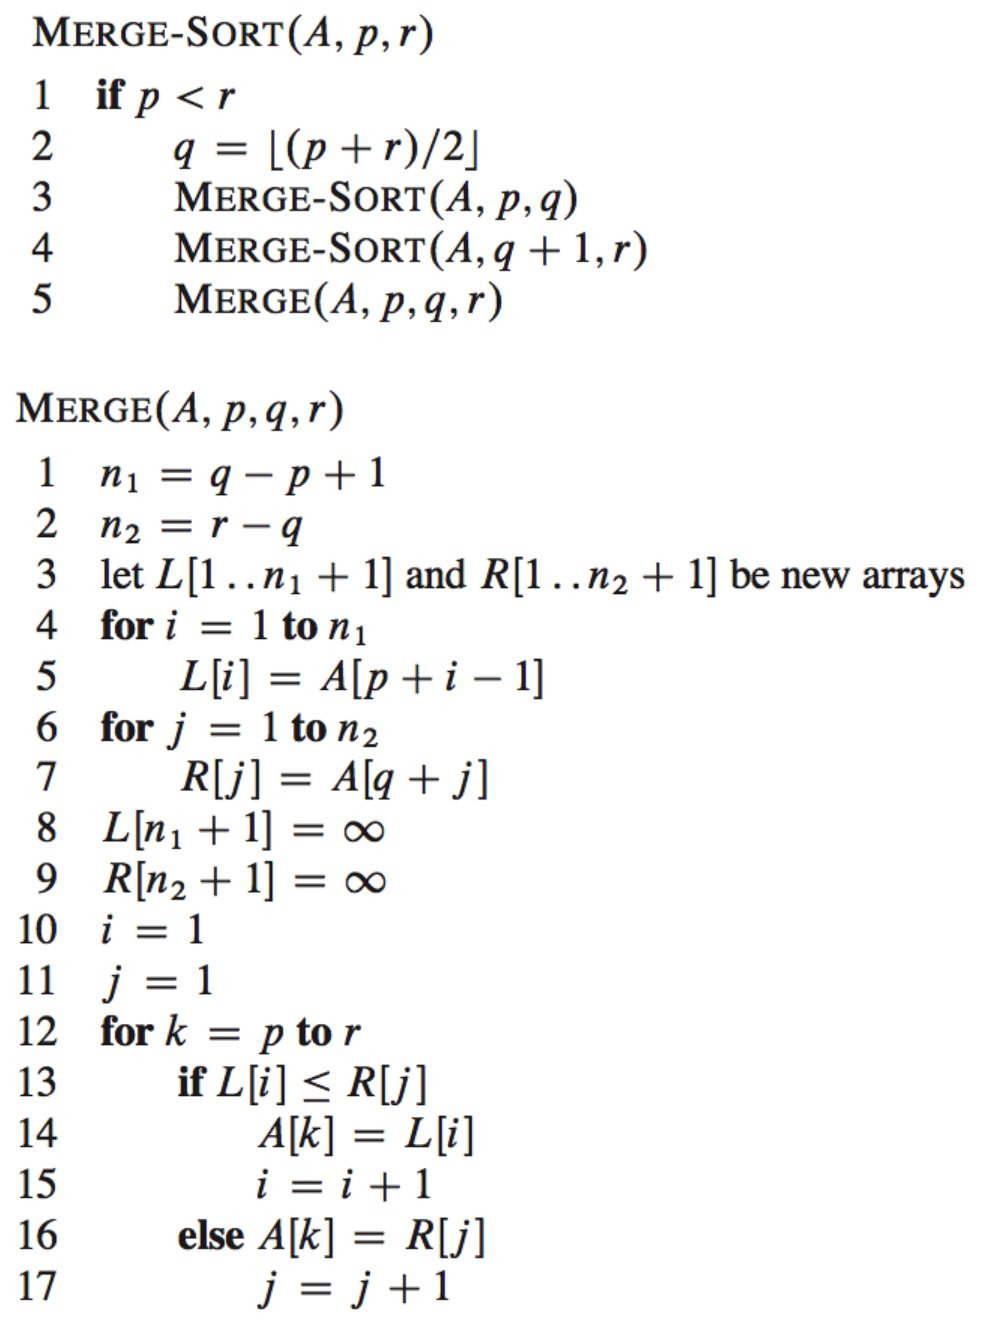 MERGE-SORT(A, p, r)
1 if p < r
2 q = ⌊(p + r)/2⌋
3 MERGE-SORT(A, p, q)
4 MERGE-SORT(A, q + 1, r)
5 MERGE(A, p, q, r)
MERGE(A, p, q, r)
1 n₁ = q − p + 1
2 n₂ = r − q
3 let L[1..n₁ + 1] and R[1..n₂ + 1] be new arrays
4 for i = 1 to n₁
5 L[i] = A[p + i − 1]
6 for j = 1 to n₂
7 R[j] = A[q + j]
8 L[n₁ + 1] = ∞
9 R[n₂ + 1] = ∞
10 i = 1
11 j = 1
12 for k = p to r
13 if L[i] ≤ R[j]
14 A[k] = L[i]
15 i = i + 1
16 else A[k] = R[j]
17 j = j + 1